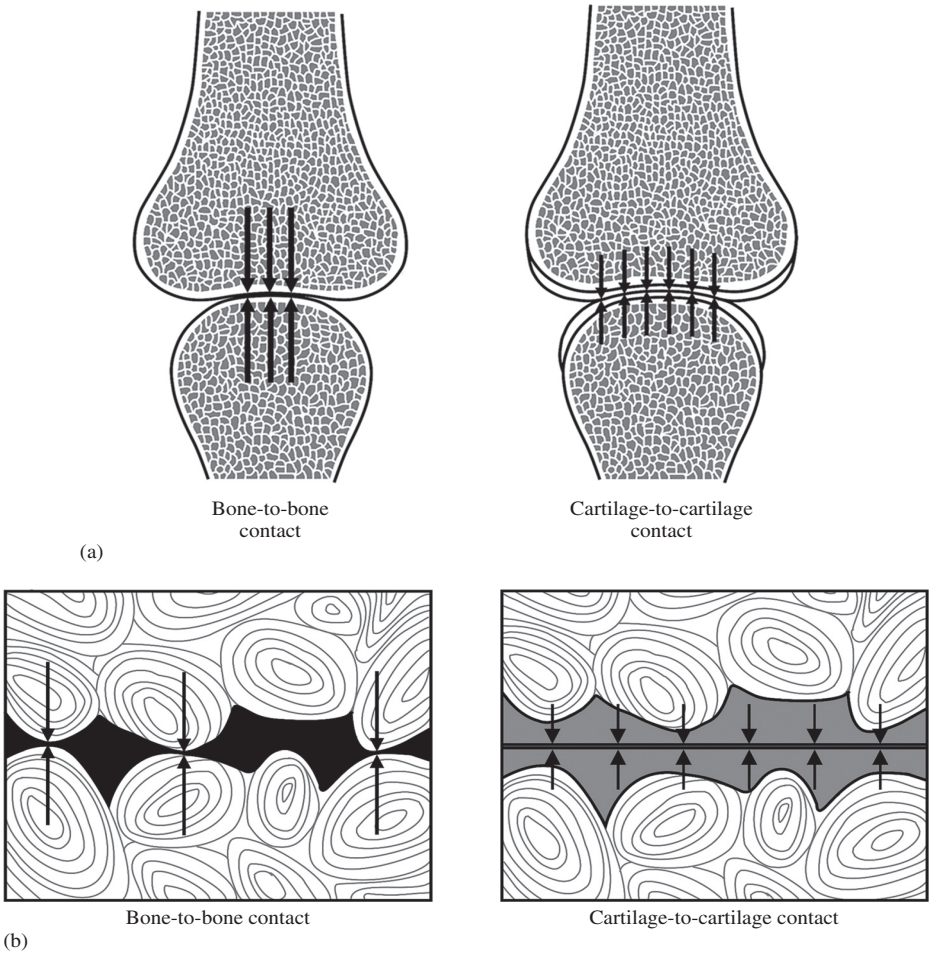 Bone-to-bone
contact
Cartilage-to-cartilage
contact
(a)
Bone-to-bone contact
Cartilage-to-cartilage contact
(b)